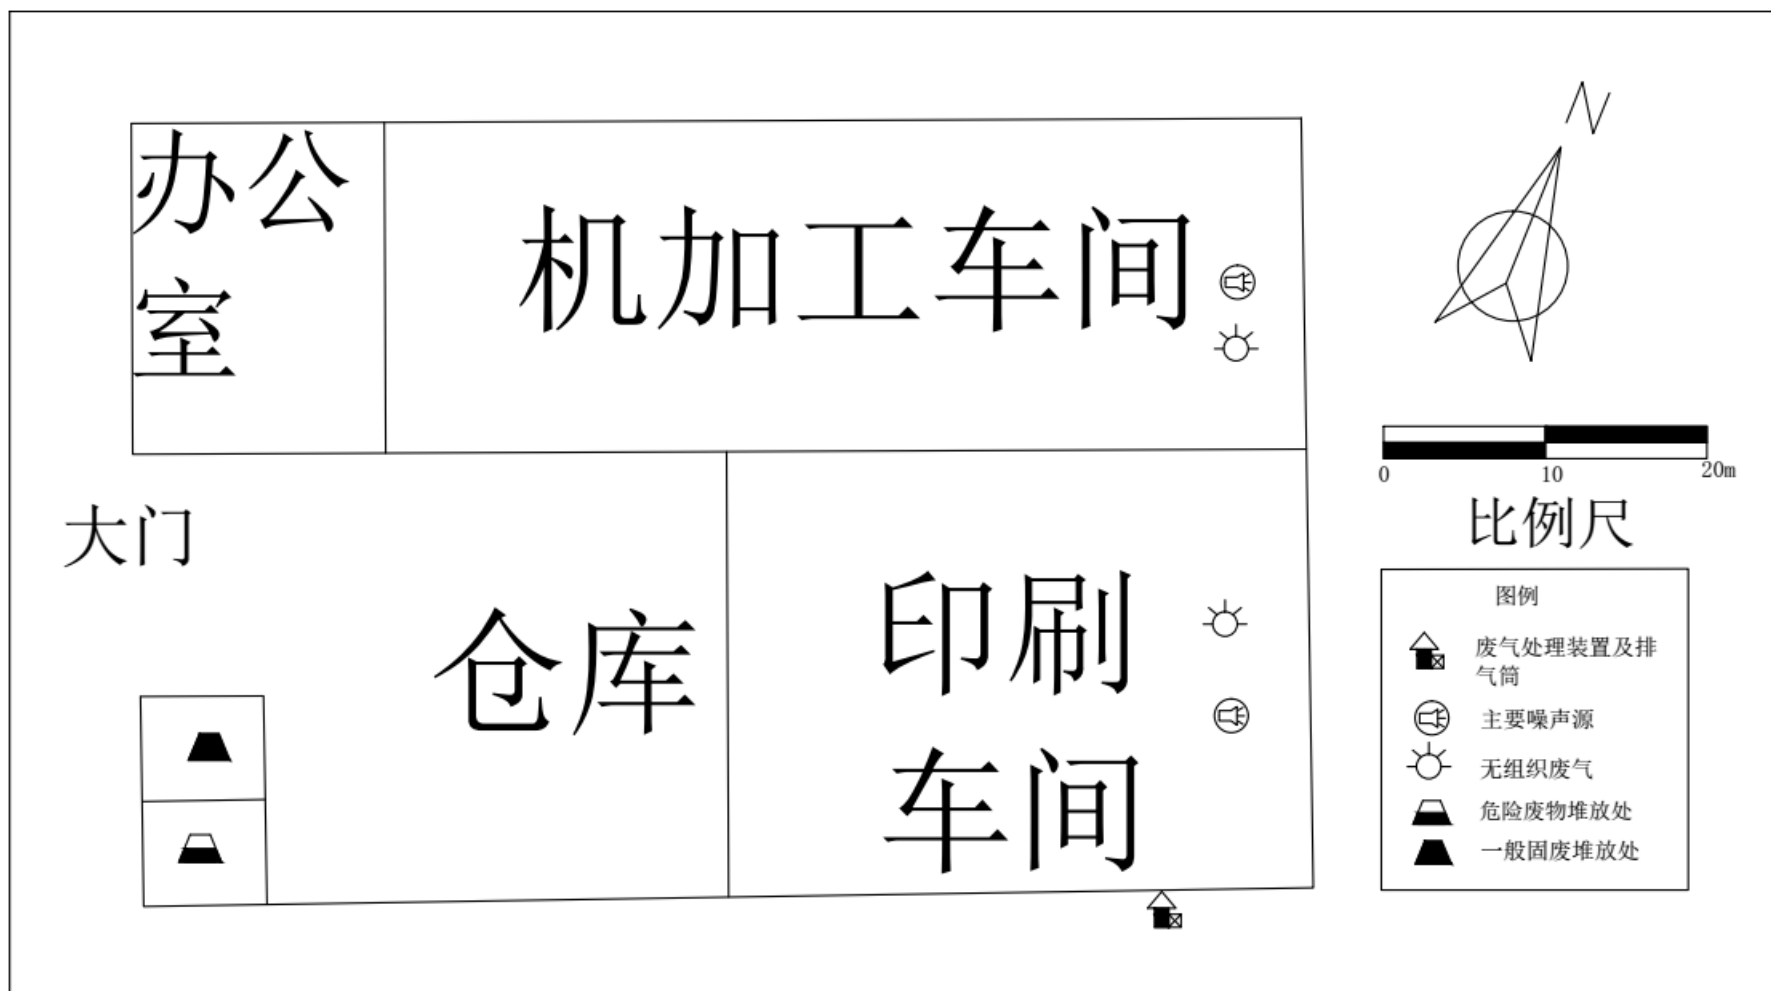 N
办公
室
机加工车间
0 10 20m
比例尺
大门
仓库
印刷
车间
图例
废气处理装置及排
气筒
主要噪声源
无组织废气
危险废物堆放处
一般固废堆放处